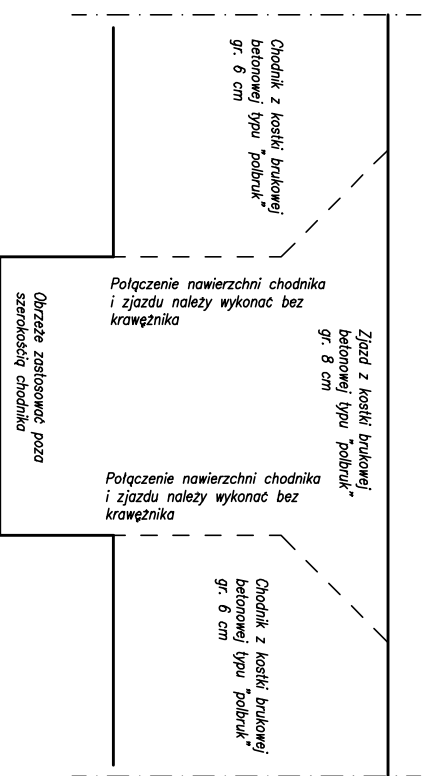 Chodnik z kostki brukowej
betonowej typu "polbruk"
gr. 6 cm
Połączenie nawierzchni chodnika
i zjazdu należy wykonać bez
krawężnika
Zjazd z kostki brukowej
betonowej typu "polbruk"
gr. 8 cm
Obrzeże zastosować poza
szerokością chodnika
Połączenie nawierzchni chodnika
i zjazdu należy wykonać bez
krawężnika
Chodnik z kostki brukowej
betonowej typu "polbruk"
gr. 6 cm